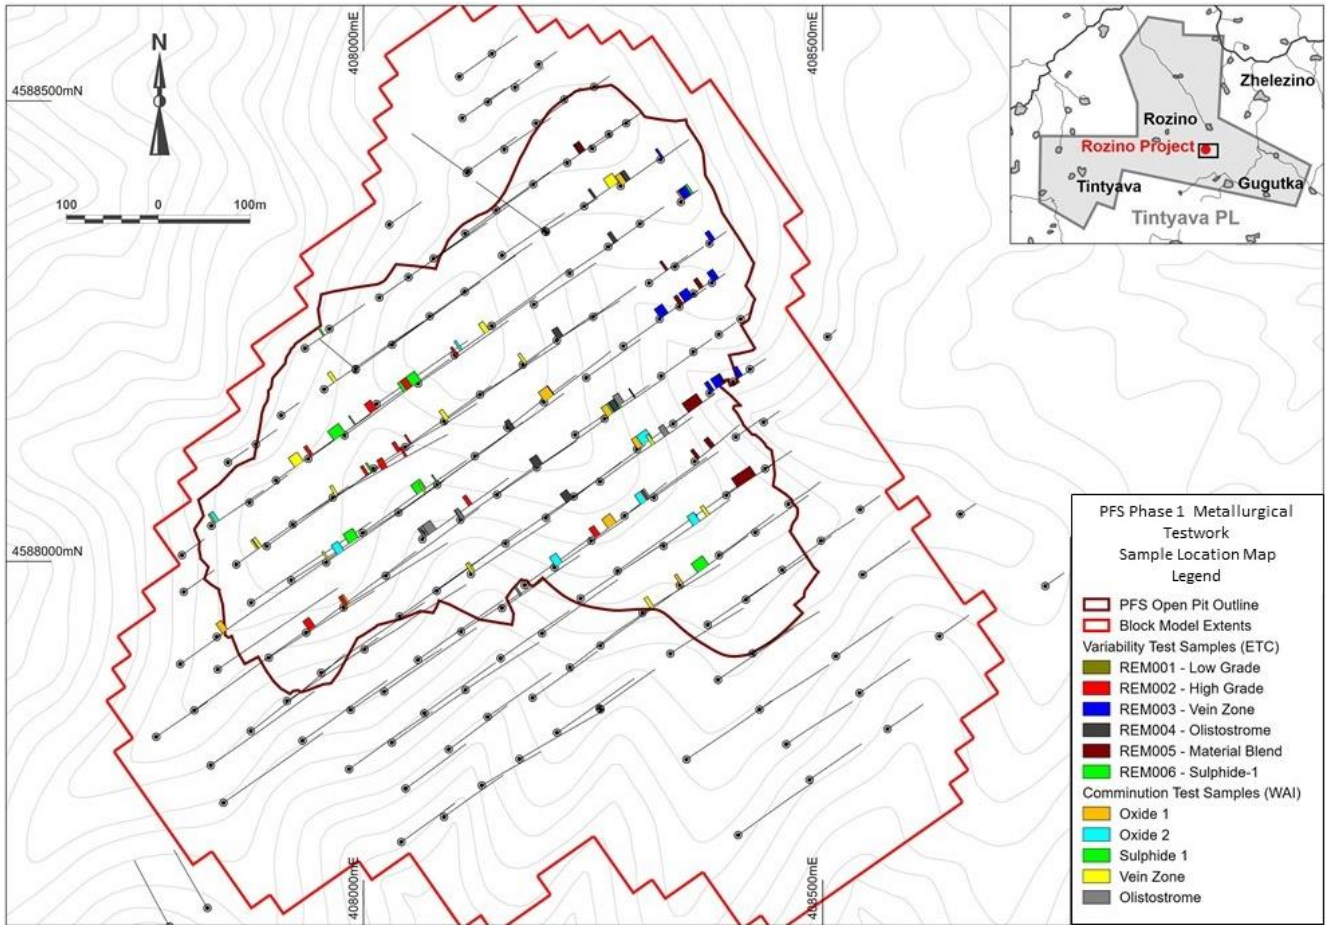 408000mE
408500mE
4588500mN
N
100 0 100m
Zhelezino
Rozino
Rozino Project
Tintyava
Gugutka
Tintyava PL
4588000mN
408000mE
408500mE
PFS Phase 1 Metallurgical
Testwork
Sample Location Map
Legend
PFS Open Pit Outline
Block Model Extents
Variability Test Samples (ETC)
REM001 - Low Grade
REM002 - High Grade
REM003 - Vein Zone
REM004 - Olistostrome
REM005 - Material Blend
REM006 - Sulphide-1
Comminution Test Samples (WAI)
Oxide 1
Oxide 2
Sulphide 1
Vein Zone
Olistostrome